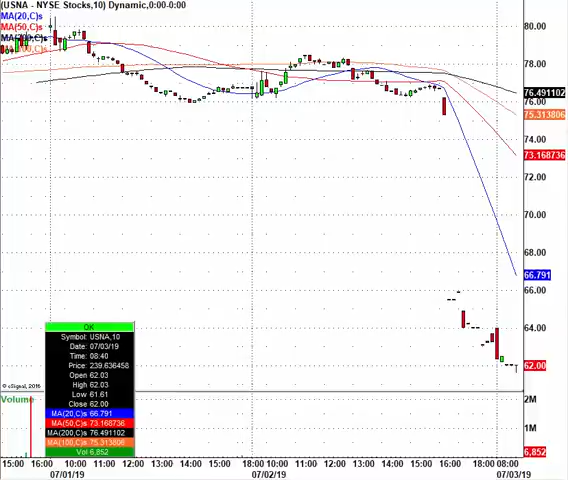 (USNA - NYSE Stocks,10) Dynamic,0:00-0:00
MA(20,C)s
MA(50,C)s
MA(200,C)s
MA(100,C)s
80.00
78.00
76.491102
76.00
75.313806
74.00
73.168736
72.00
70.00
68.00
66.791
66.00
64.00
62.00
OK
Symbol: USNA,10
Date: 07/03/19
Time: 08:40
Price: 239.636458
Open 62.03
High 62.03
Low 61.61
Close 62.00
MA(20,C)s 66.791
MA(50,C)s 73.168736
MA(200,C)s 76.491102
MA(100,C)s 75.313806
Vol 6,852
© eSignal, 2016
Volume
2M
1M
6,852
15:00 16:00 10:00 11:00 12:00 13:00 14:00 15:00 18:00 10:00 11:00 12:00 13:00 14:00 15:00 16:00 18:00 08:00
07/01/19 07/02/19 07/03/19